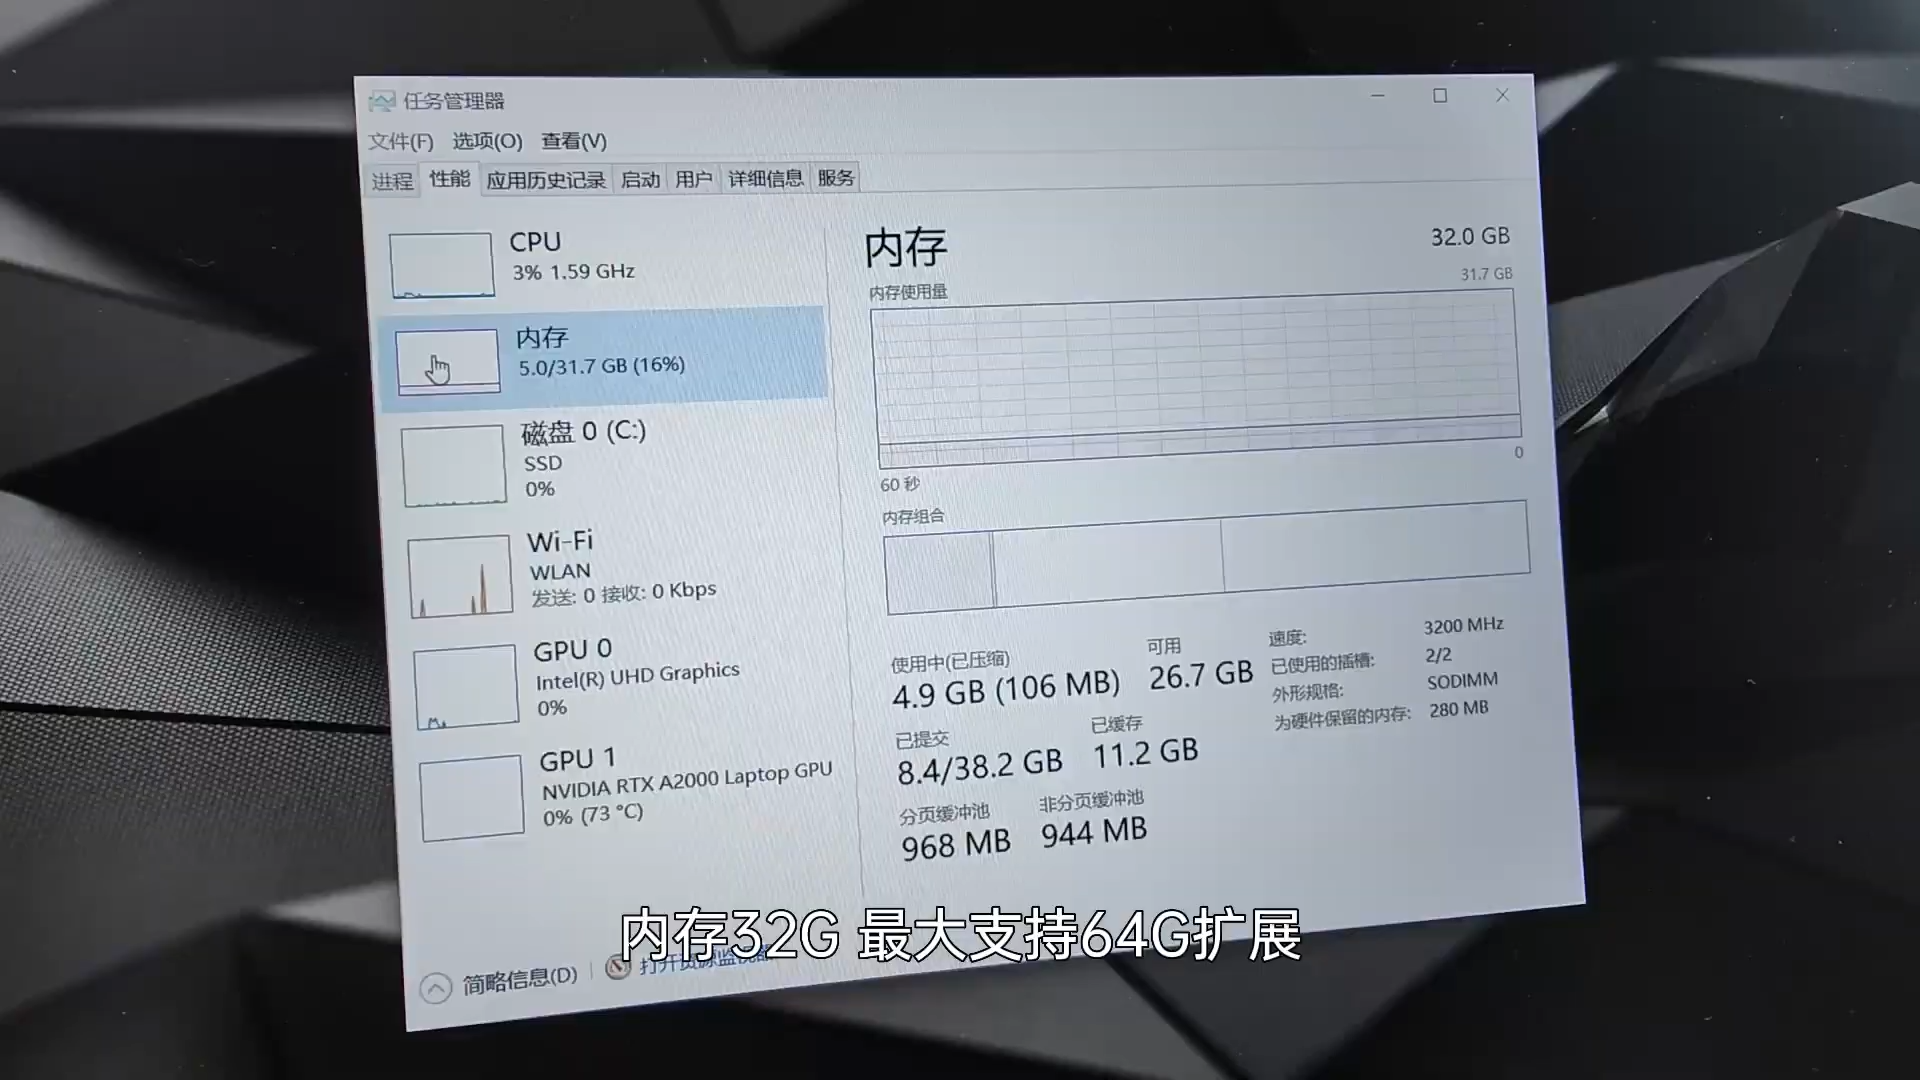 任务管理器
文件(F) 选项(O) 查看(V)
进程 性能 应用历史记录 启动 用户 详细信息 服务
CPU
3% 1.59 GHz
内存
5.0/31.7 GB (16%)
磁盘 0 (C:)
SSD
0%
Wi-Fi
WLAN
发送: 0 接收: 0 Kbps
GPU 0
Intel(R) UHD Graphics
0%
GPU 1
NVIDIA RTX A2000 Laptop GPU
0% (73 °C)
内存 32.0 GB
内存使用量 31.7 GB
60 秒 0
内存组合
使用中(已压缩) 可用
4.9 GB (106 MB) 26.7 GB
已提交 已缓存
8.4/38.2 GB 11.2 GB
分页缓冲池 非分页缓冲池
968 MB 944 MB
速度: 3200 MHz
已使用的插槽: 2/2
外形规格: SODIMM
为硬件保留的内存: 280 MB
简略信息(D) 打开资源监视器
内存32G 最大支持64G扩展